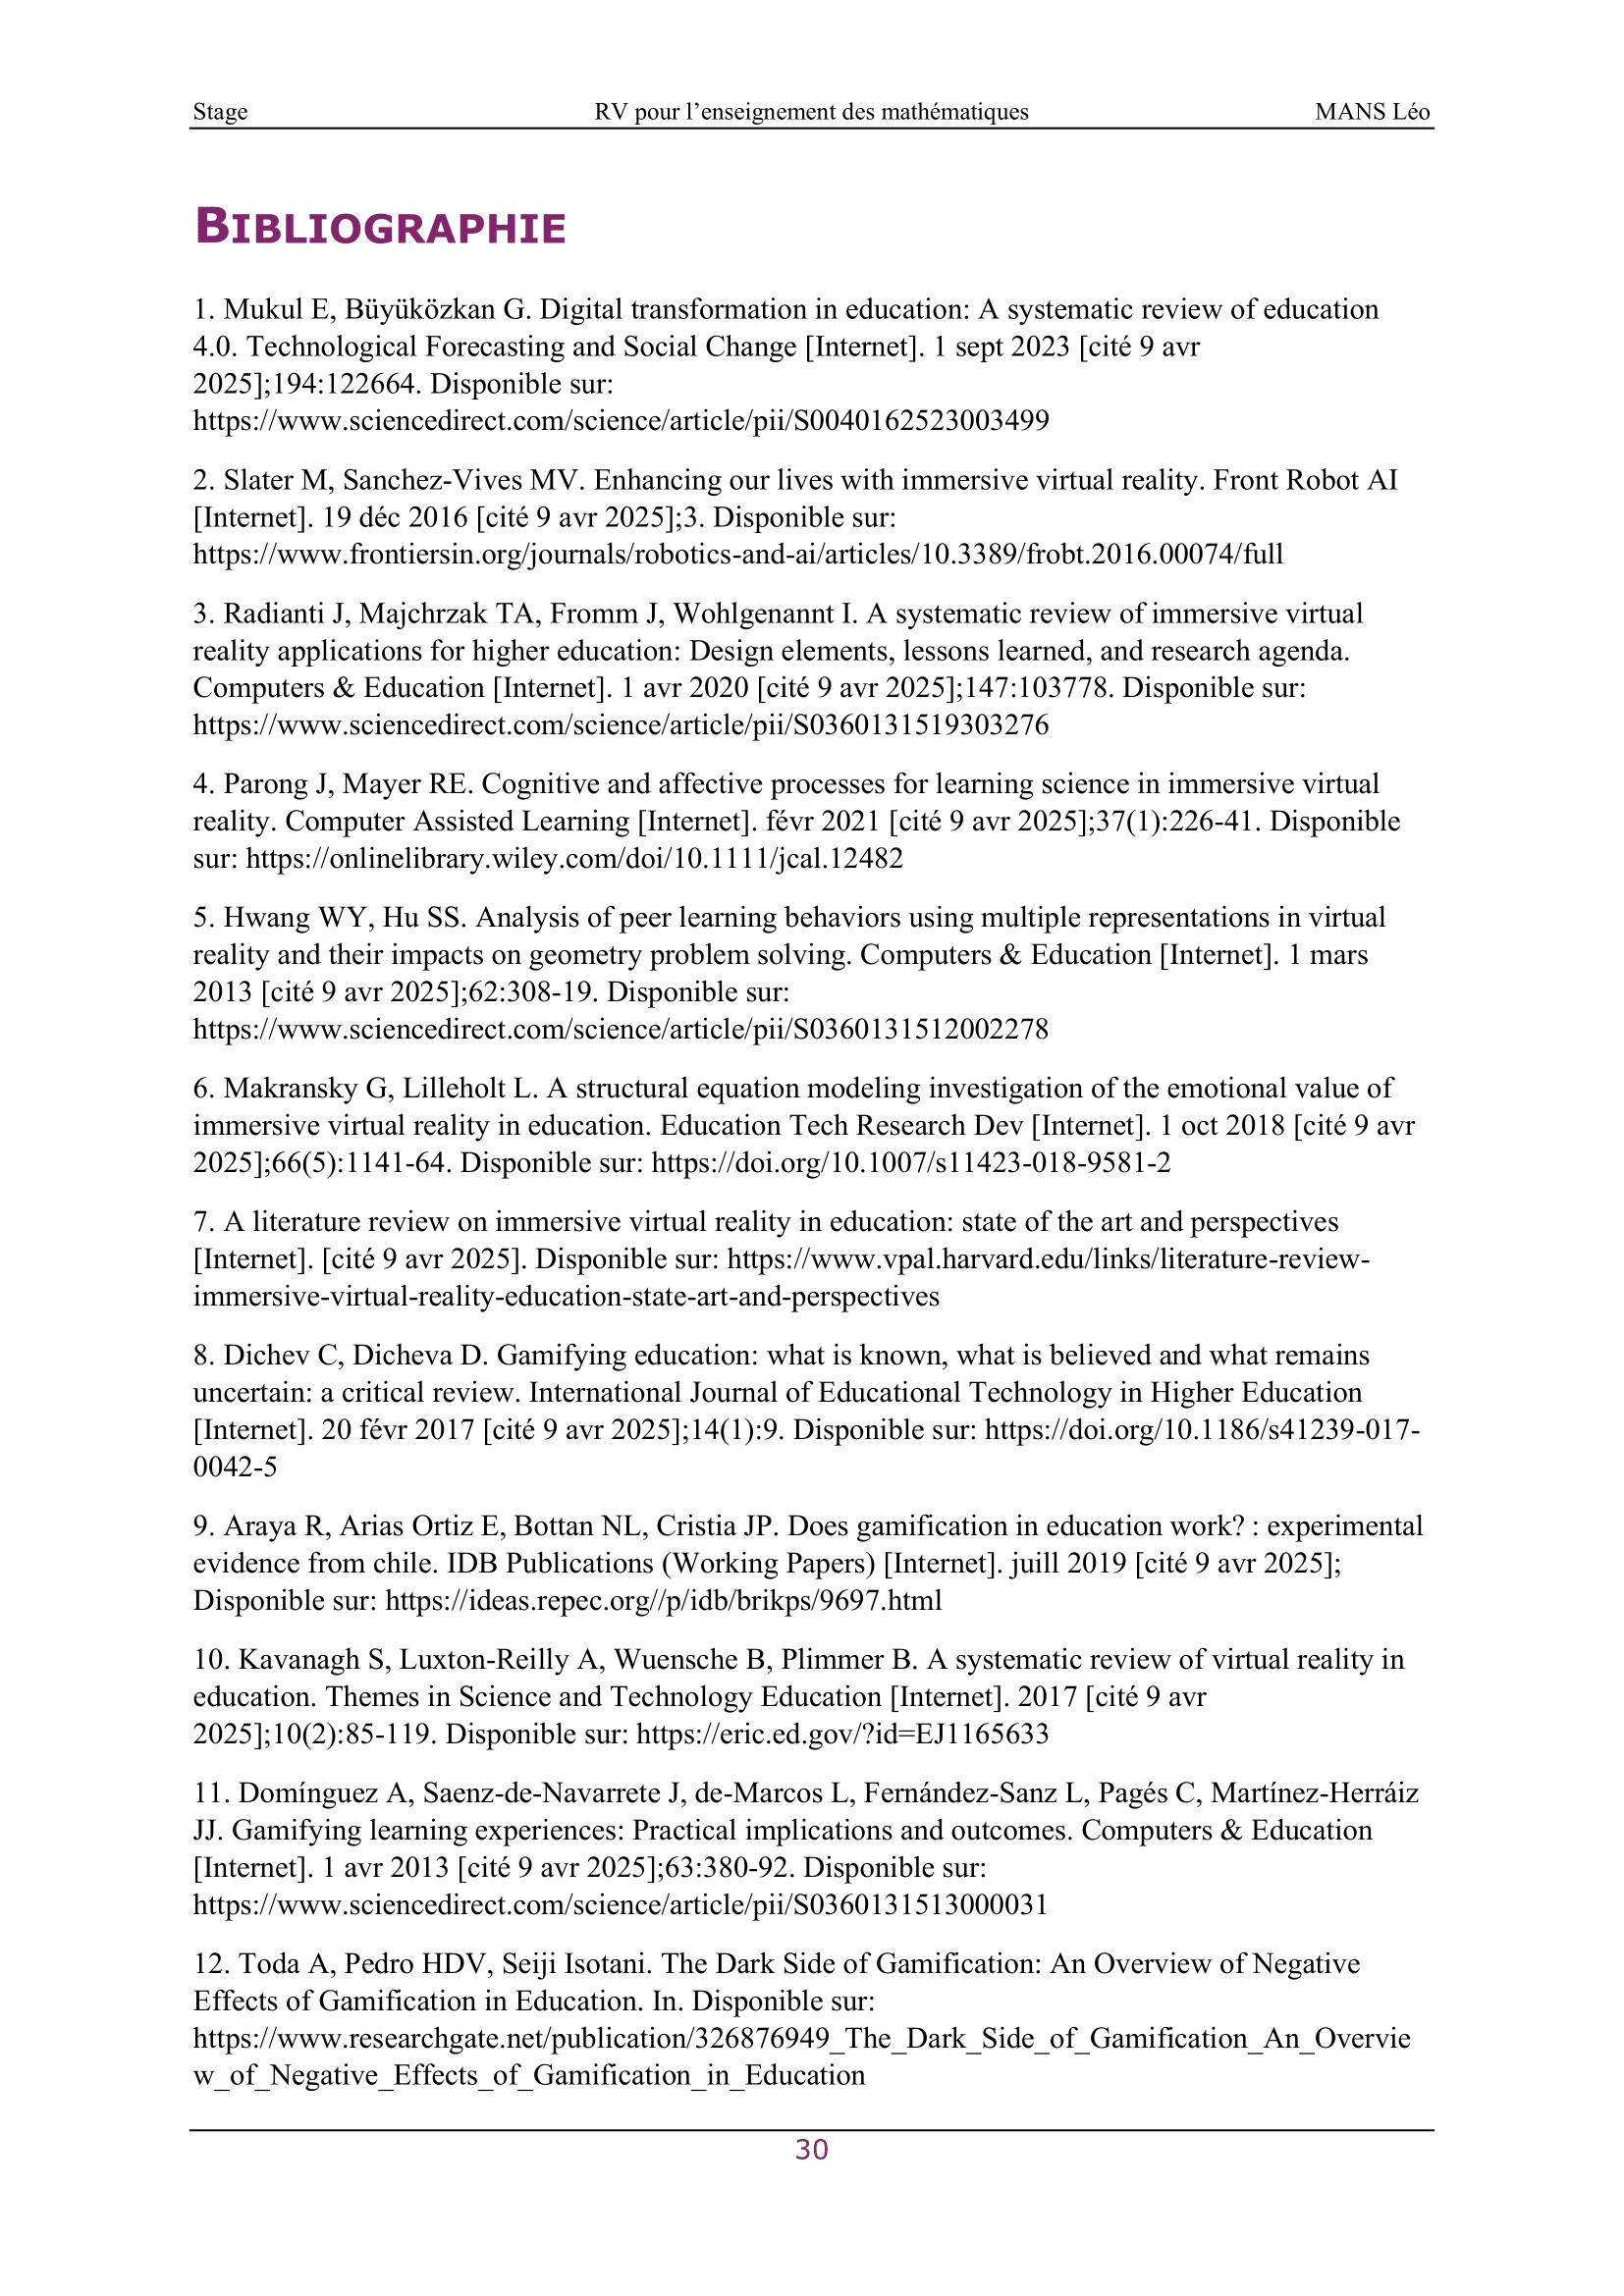 Stage RV pour l’enseignement des mathématiques MANS Léo
BIBLIOGRAPHIE
1. Mukul E, Büyüközkan G. Digital transformation in education: A systematic review of education
4.0. Technological Forecasting and Social Change [Internet]. 1 sept 2023 [cité 9 avr
2025];194:122664. Disponible sur:
https://www.sciencedirect.com/science/article/pii/S0040162523003499
2. Slater M, Sanchez-Vives MV. Enhancing our lives with immersive virtual reality. Front Robot AI
[Internet]. 19 déc 2016 [cité 9 avr 2025];3. Disponible sur:
https://www.frontiersin.org/journals/robotics-and-ai/articles/10.3389/frobt.2016.00074/full
3. Radianti J, Majchrzak TA, Fromm J, Wohlgenannt I. A systematic review of immersive virtual
reality applications for higher education: Design elements, lessons learned, and research agenda.
Computers & Education [Internet]. 1 avr 2020 [cité 9 avr 2025];147:103778. Disponible sur:
https://www.sciencedirect.com/science/article/pii/S0360131519303276
4. Parong J, Mayer RE. Cognitive and affective processes for learning science in immersive virtual
reality. Computer Assisted Learning [Internet]. févr 2021 [cité 9 avr 2025];37(1):226-41. Disponible
sur: https://onlinelibrary.wiley.com/doi/10.1111/jcal.12482
5. Hwang WY, Hu SS. Analysis of peer learning behaviors using multiple representations in virtual
reality and their impacts on geometry problem solving. Computers & Education [Internet]. 1 mars
2013 [cité 9 avr 2025];62:308-19. Disponible sur:
https://www.sciencedirect.com/science/article/pii/S0360131512002278
6. Makransky G, Lilleholt L. A structural equation modeling investigation of the emotional value of
immersive virtual reality in education. Education Tech Research Dev [Internet]. 1 oct 2018 [cité 9 avr
2025];66(5):1141-64. Disponible sur: https://doi.org/10.1007/s11423-018-9581-2
7. A literature review on immersive virtual reality in education: state of the art and perspectives
[Internet]. [cité 9 avr 2025]. Disponible sur: https://www.vpal.harvard.edu/links/literature-review-
immersive-virtual-reality-education-state-art-and-perspectives
8. Dichev C, Dicheva D. Gamifying education: what is known, what is believed and what remains
uncertain: a critical review. International Journal of Educational Technology in Higher Education
[Internet]. 20 févr 2017 [cité 9 avr 2025];14(1):9. Disponible sur: https://doi.org/10.1186/s41239-017-
0042-5
9. Araya R, Arias Ortiz E, Bottan NL, Cristia JP. Does gamification in education work? : experimental
evidence from chile. IDB Publications (Working Papers) [Internet]. juill 2019 [cité 9 avr 2025];
Disponible sur: https://ideas.repec.org//p/idb/brikps/9697.html
10. Kavanagh S, Luxton-Reilly A, Wuensche B, Plimmer B. A systematic review of virtual reality in
education. Themes in Science and Technology Education [Internet]. 2017 [cité 9 avr
2025];10(2):85-119. Disponible sur: https://eric.ed.gov/?id=EJ1165633
11. Domínguez A, Saenz-de-Navarrete J, de-Marcos L, Fernández-Sanz L, Pagés C, Martínez-Herráiz
JJ. Gamifying learning experiences: Practical implications and outcomes. Computers & Education
[Internet]. 1 avr 2013 [cité 9 avr 2025];63:380-92. Disponible sur:
https://www.sciencedirect.com/science/article/pii/S0360131513000031
12. Toda A, Pedro HDV, Seiji Isotani. The Dark Side of Gamification: An Overview of Negative
Effects of Gamification in Education. In. Disponible sur:
https://www.researchgate.net/publication/326876949_The_Dark_Side_of_Gamification_An_Overvie
w_of_Negative_Effects_of_Gamification_in_Education
30